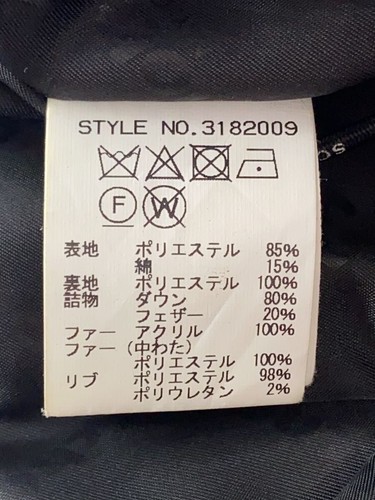 STYLE NO.3182009
F W
表地 ポリエステル 85%
綿 15%
裏地 ポリエステル 100%
詰物 ダウン 80%
フェザー 20%
ファー アクリル 100%
ファー(中わた)
ポリエステル 100%
リブ ポリエステル 98%
ポリウレタン 2%